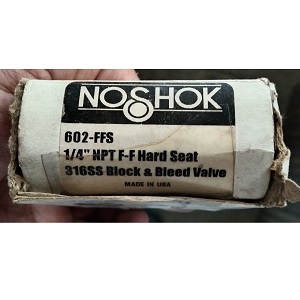 NOSHOK
602-FFS
1/4" NPT F-F Hard Seat
316SS Block & Bleed Valve
MADE IN USA